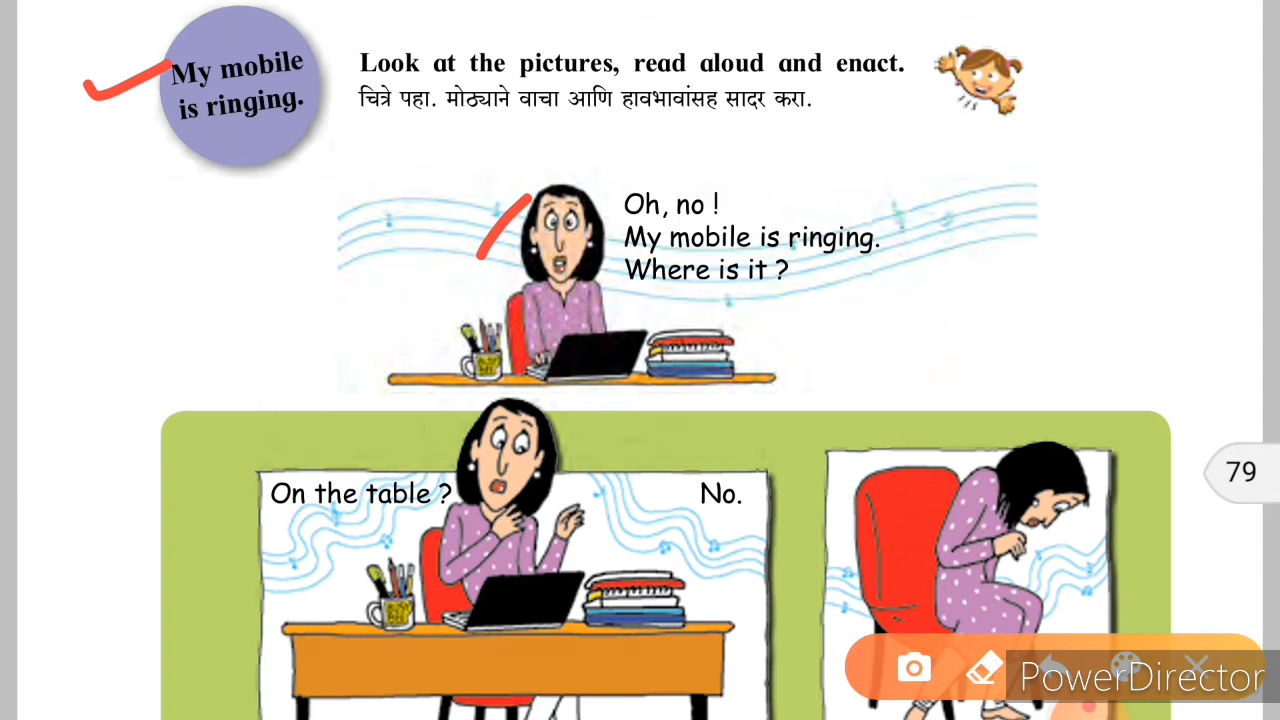 My mobile
is ringing.
Look at the pictures, read aloud and enact.
चित्रे पहा. मोठ्याने वाचा आणि हावभावांसह सादर करा.
Oh, no !
My mobile is ringing.
Where is it ?
On the table ?
No.
79
PowerDirector